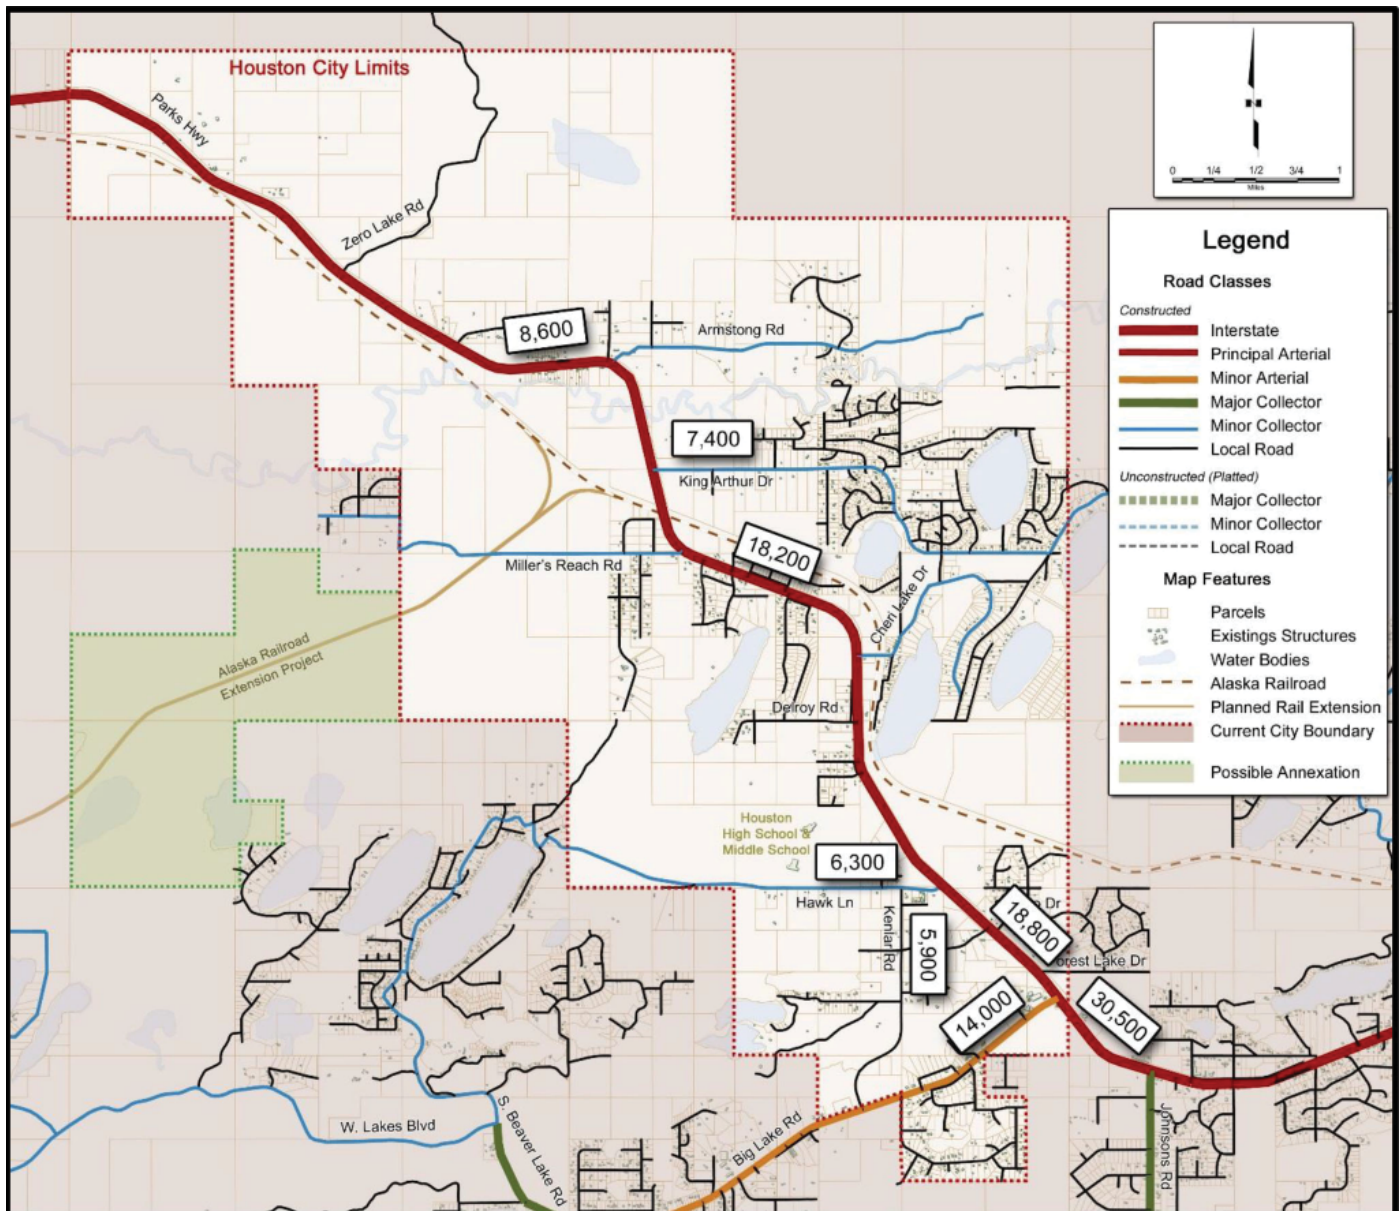 Houston City Limits
Parks Hwy
Zero Lake Rd
0 1/4 1/2 3/4 1
Miles
Legend
Road Classes
Constructed
Interstate
Principal Arterial
Minor Arterial
Major Collector
Minor Collector
Local Road
Unconstructed (Platted)
Major Collector
Minor Collector
Local Road
Map Features
Parcels
Existings Structures
Water Bodies
Alaska Railroad
Planned Rail Extension
Current City Boundary
Possible Annexation
8,600
Armstong Rd
7,400
King Arthur Dr
18,200
Miller's Reach Rd
Cheri Lake Dr
Alaska Railroad
Extension Project
Delroy Rd
Houston
High School &
Middle School
6,300
Hawk Ln
Kenlar Rd
5,900
18,800
Dr
orest Lake Dr
14,000
30,500
W. Lakes Blvd
S. Beaver Lake Rd
Big Lake Rd
Johnsons Rd